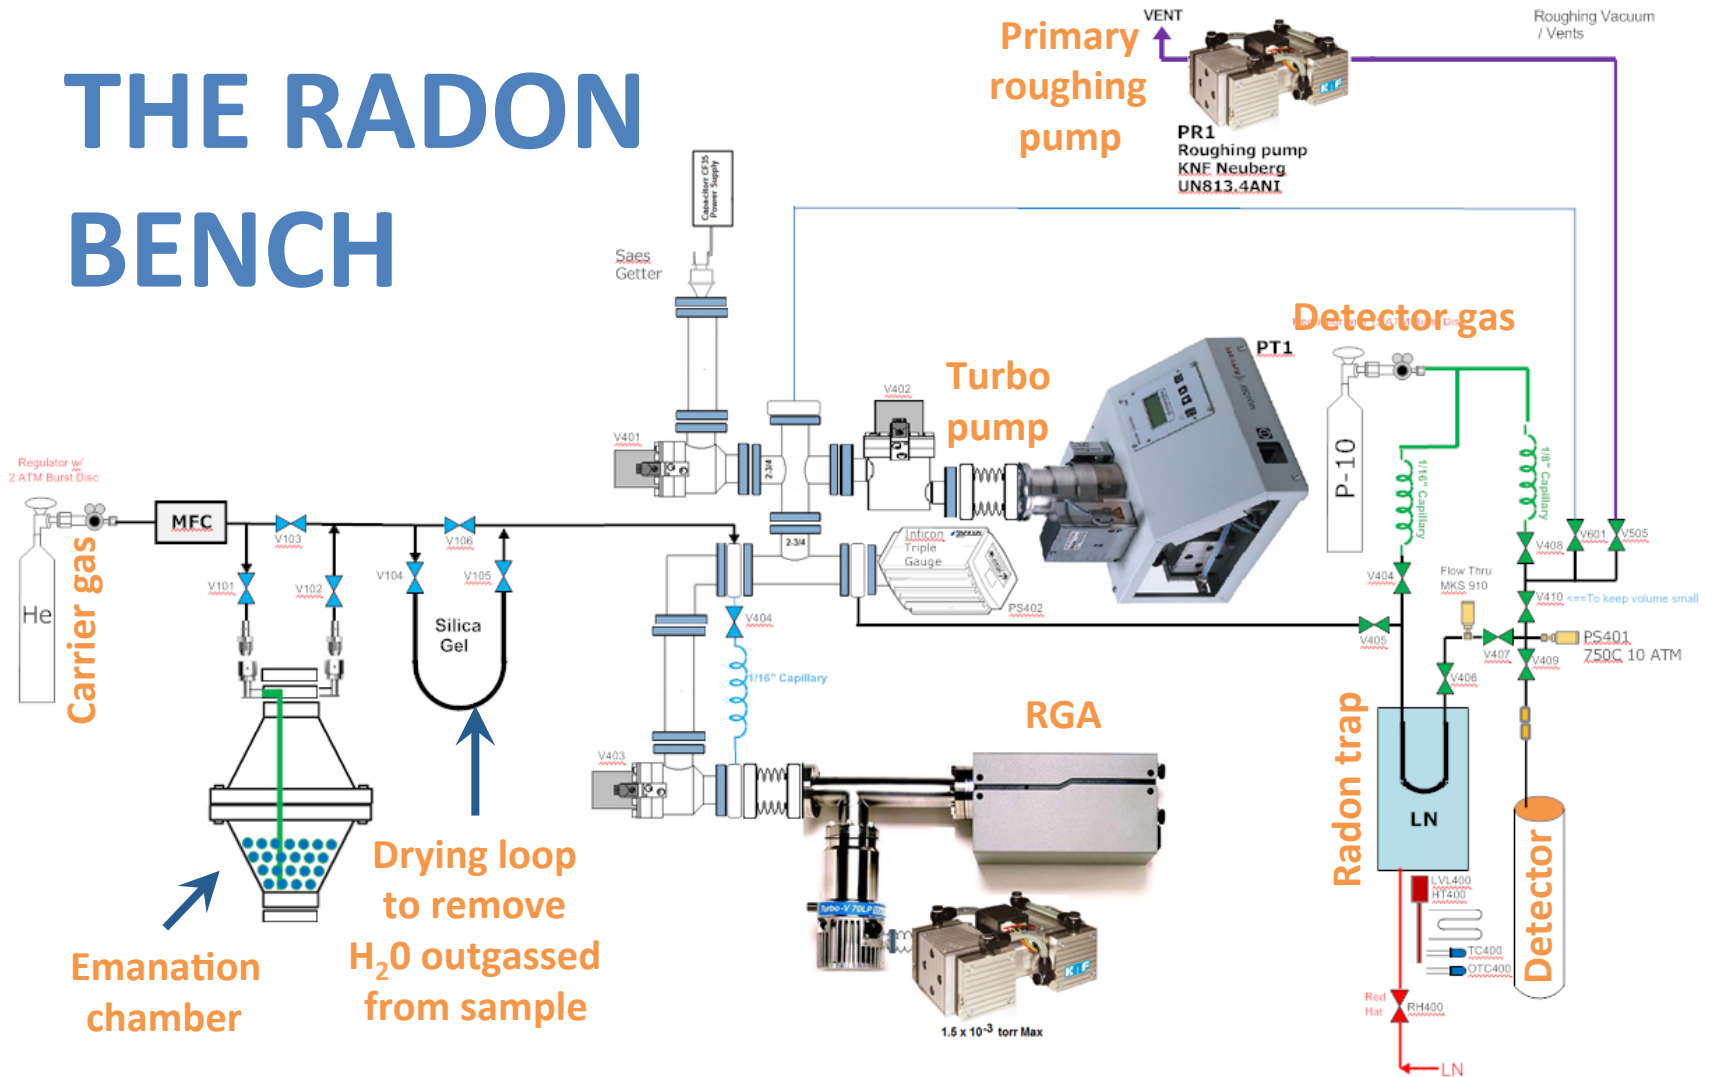 THE RADON
BENCH
Primary
roughing
pump
VENT
Roughing Vacuum
/ Vents
KNF
PR1
Roughing pump
KNF Neuberg
UN813.4ANI
Capacitorr CF35
Power Supply
Saes
Getter
Detector gas
PT1
Turbo
pump
V402
V401
2-3/4
2-3/4
P-10
1/16" Capillary
1/8" Capillary
Regulator w/
2 ATM Burst Disc
He
Carrier gas
MFC
V103
V101
V102
V106
V104
V105
Silica
Gel
Inficon
Triple
Gauge
PS402
V404
1/16" Capillary
V403
V408
V601
V505
V404
Flow Thru
MKS 910
V410
<==To keep volume small
V405
V407
PS401
750C 10 ATM
V409
V406
RGA
Radon trap
LN
Detector
Turbo-V 70LP
KNF
1.5 x 10-3 torr Max
LVL400
HT400
TC400
OTC400
Red
Hat
RH400
LN
Emanation
chamber
Drying loop
to remove
H20 outgassed
from sample